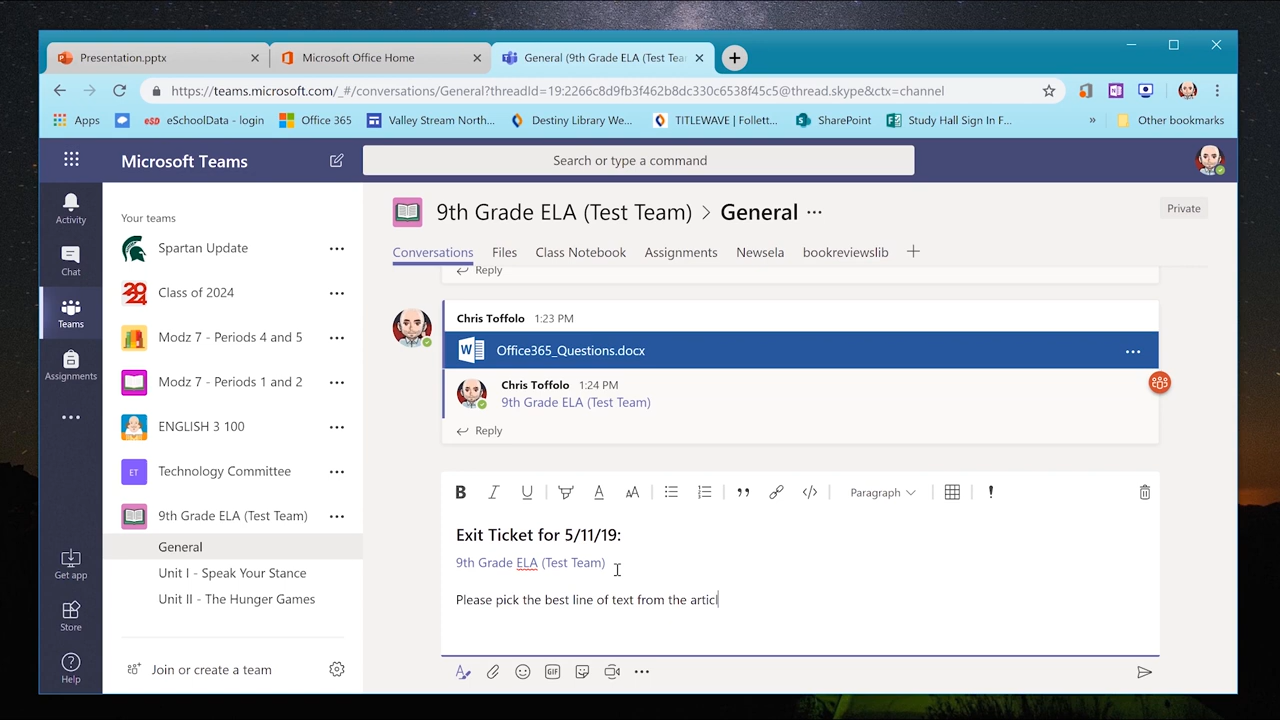 Presentation.pptx
Microsoft Office Home
General (9th Grade ELA (Test Tea
https://teams.microsoft.com/_#/conversations/General?threadId=19:2266c8d9fb3f462b8dc330c6538f45c5@thread.skype&ctx=channel
Apps
esD eSchoolData - login
Office 365
Valley Stream North...
Destiny Library We...
TITLEWAVE | Follett...
SharePoint
Study Hall Sign In F...
»
Other bookmarks
Microsoft Teams
Search or type a command
Activity
Chat
Teams
Assignments
Get app
Store
Help
Your teams
Spartan Update
Class of 2024
Modz 7 - Periods 4 and 5
Modz 7 - Periods 1 and 2
ENGLISH 3 100
ET Technology Committee
9th Grade ELA (Test Team)
General
Unit I - Speak Your Stance
Unit II - The Hunger Games
Join or create a team
9th Grade ELA (Test Team) > General ...
Private
Conversations Files Class Notebook Assignments Newsela bookreviewslib +
Reply
Chris Toffolo 1:23 PM
Office365_Questions.docx
Chris Toffolo 1:24 PM
9th Grade ELA (Test Team)
Reply
B I U A AA Paragraph !
Exit Ticket for 5/11/19:
9th Grade ELA (Test Team)
Please pick the best line of text from the articl
GIF